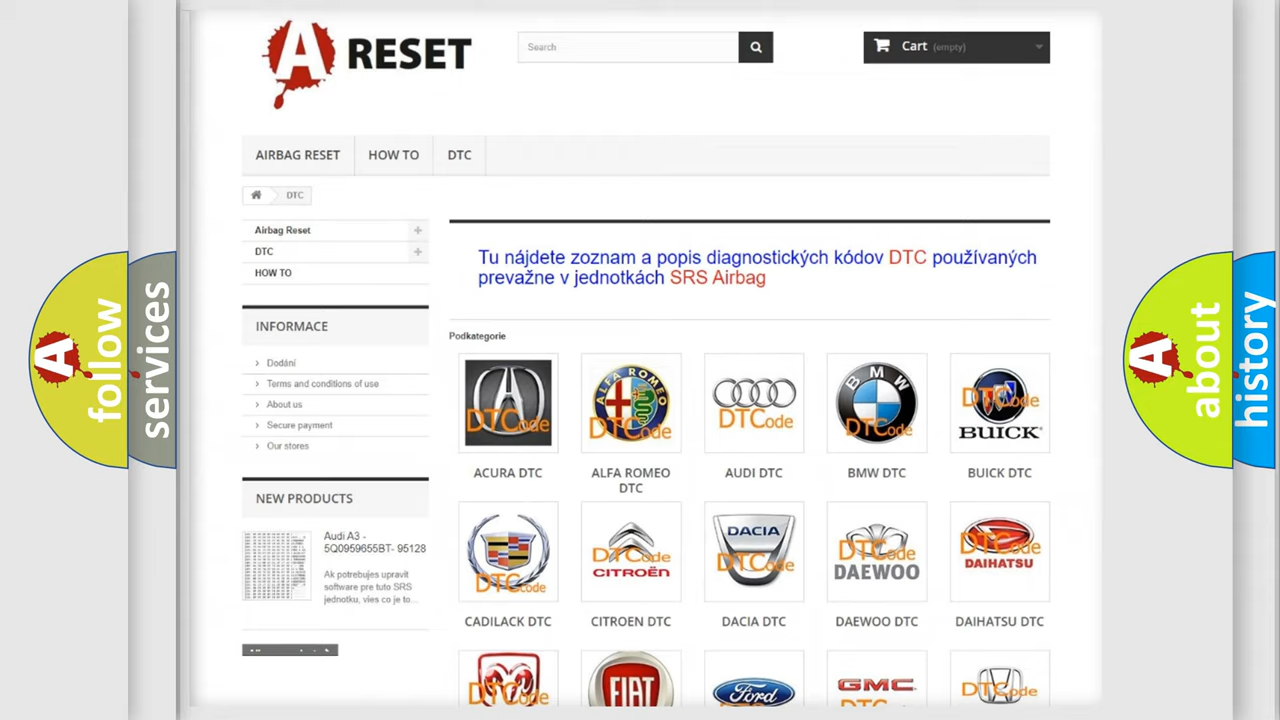 A RESET
Search
Cart (empty)
AIRBAG RESET
HOW TO
DTC
DTC
Airbag Reset
DTC
HOW TO
Tu nájdete zoznam a popis diagnostických kódov DTC používaných
prevažne v jednotkách SRS Airbag
INFORMACE
Dodání
Terms and conditions of use
About us
Secure payment
Our stores
NEW PRODUCTS
Audi A3 -
5Q0959655BT- 95128
Ak potrebujes upravit
software pre tuto SRS
jednotku, vies co je to...
Podkategorie
DTCode
ALFA ROMEO
DTCode
DTCode
BMW
DTCode
DTCode
BUICK
ACURA DTC
ALFA ROMEO
DTC
AUDI DTC
BMW DTC
BUICK DTC
DTCode
DTCode
CITROËN
DACIA
DTCode
DTCode
DAEWOO
DTCode
DAIHATSU
CADILACK DTC
CITROEN DTC
DACIA DTC
DAEWOO DTC
DAIHATSU DTC
DTCode
FIAT
Ford
GMC
DTCode
A follow
services
A about
history